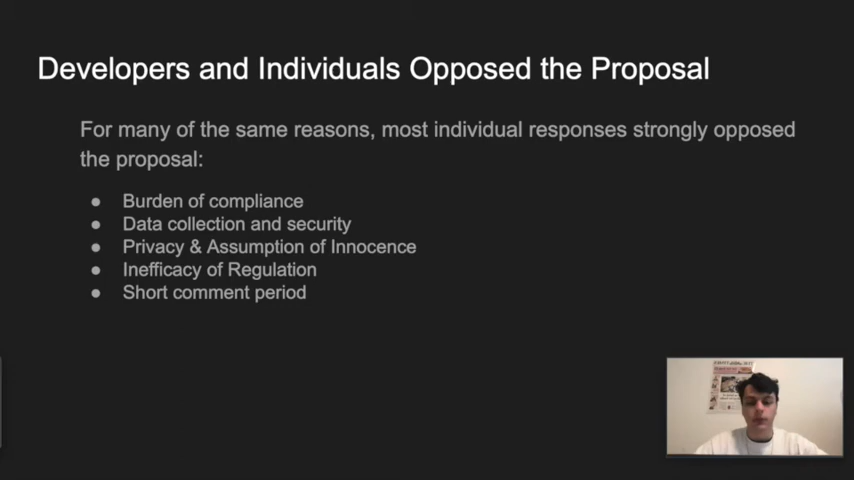 Developers and Individuals Opposed the Proposal
For many of the same reasons, most individual responses strongly opposed
the proposal:
● Burden of compliance
● Data collection and security
● Privacy & Assumption of Innocence
● Inefficacy of Regulation
● Short comment period